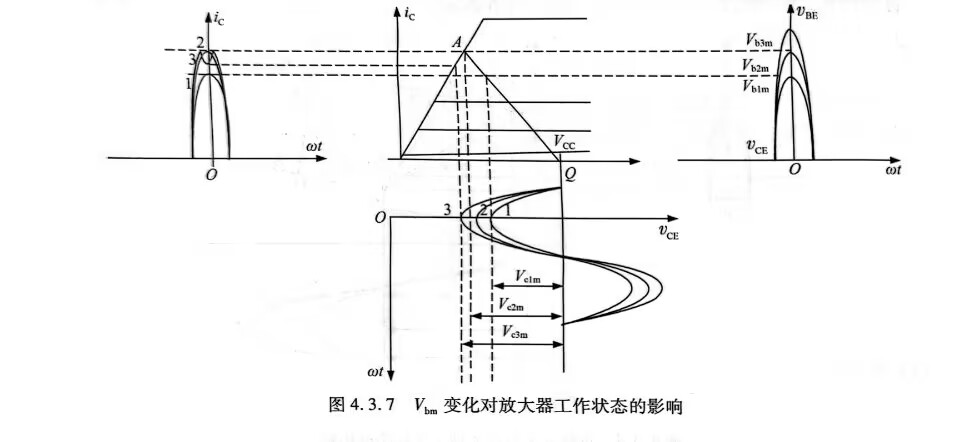 i_C
2
3
1
O
ωt
i_C
A
V_CC
Q
v_BE
V_b3m
V_b2m
V_b1m
v_CE
O
ωt
O
3 2 1
v_CE
V_c1m
V_c2m
V_c3m
ωt
图 4.3.7 V_bm 变化对放大器工作状态的影响